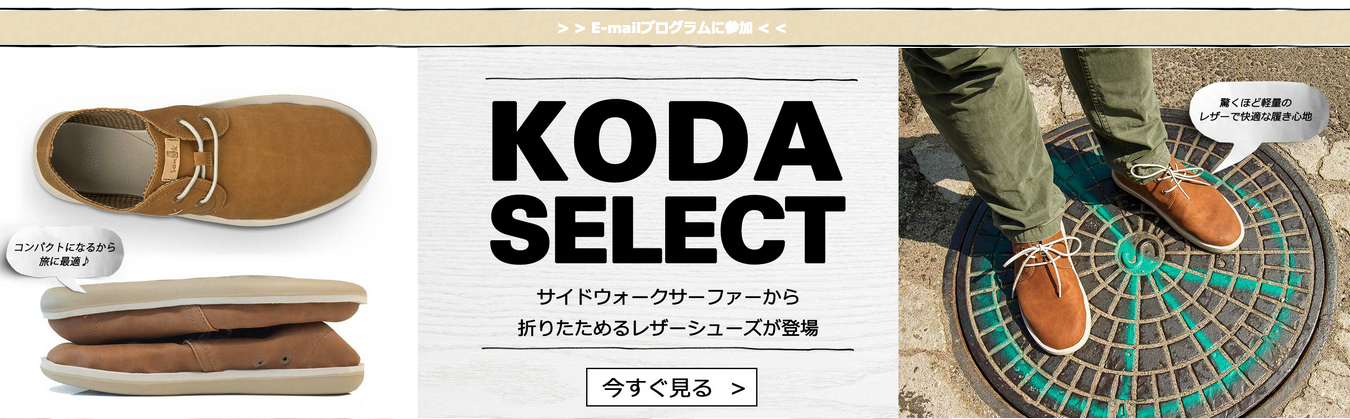 > > E-mailプログラムに参加 < <
コンパクトになるから
旅に最適♪
KODA
SELECT
サイドウォークサーファーから
折りたためるレザーシューズが登場
今すぐ見る >
驚くほど軽量の
レザーで快適な履き心地